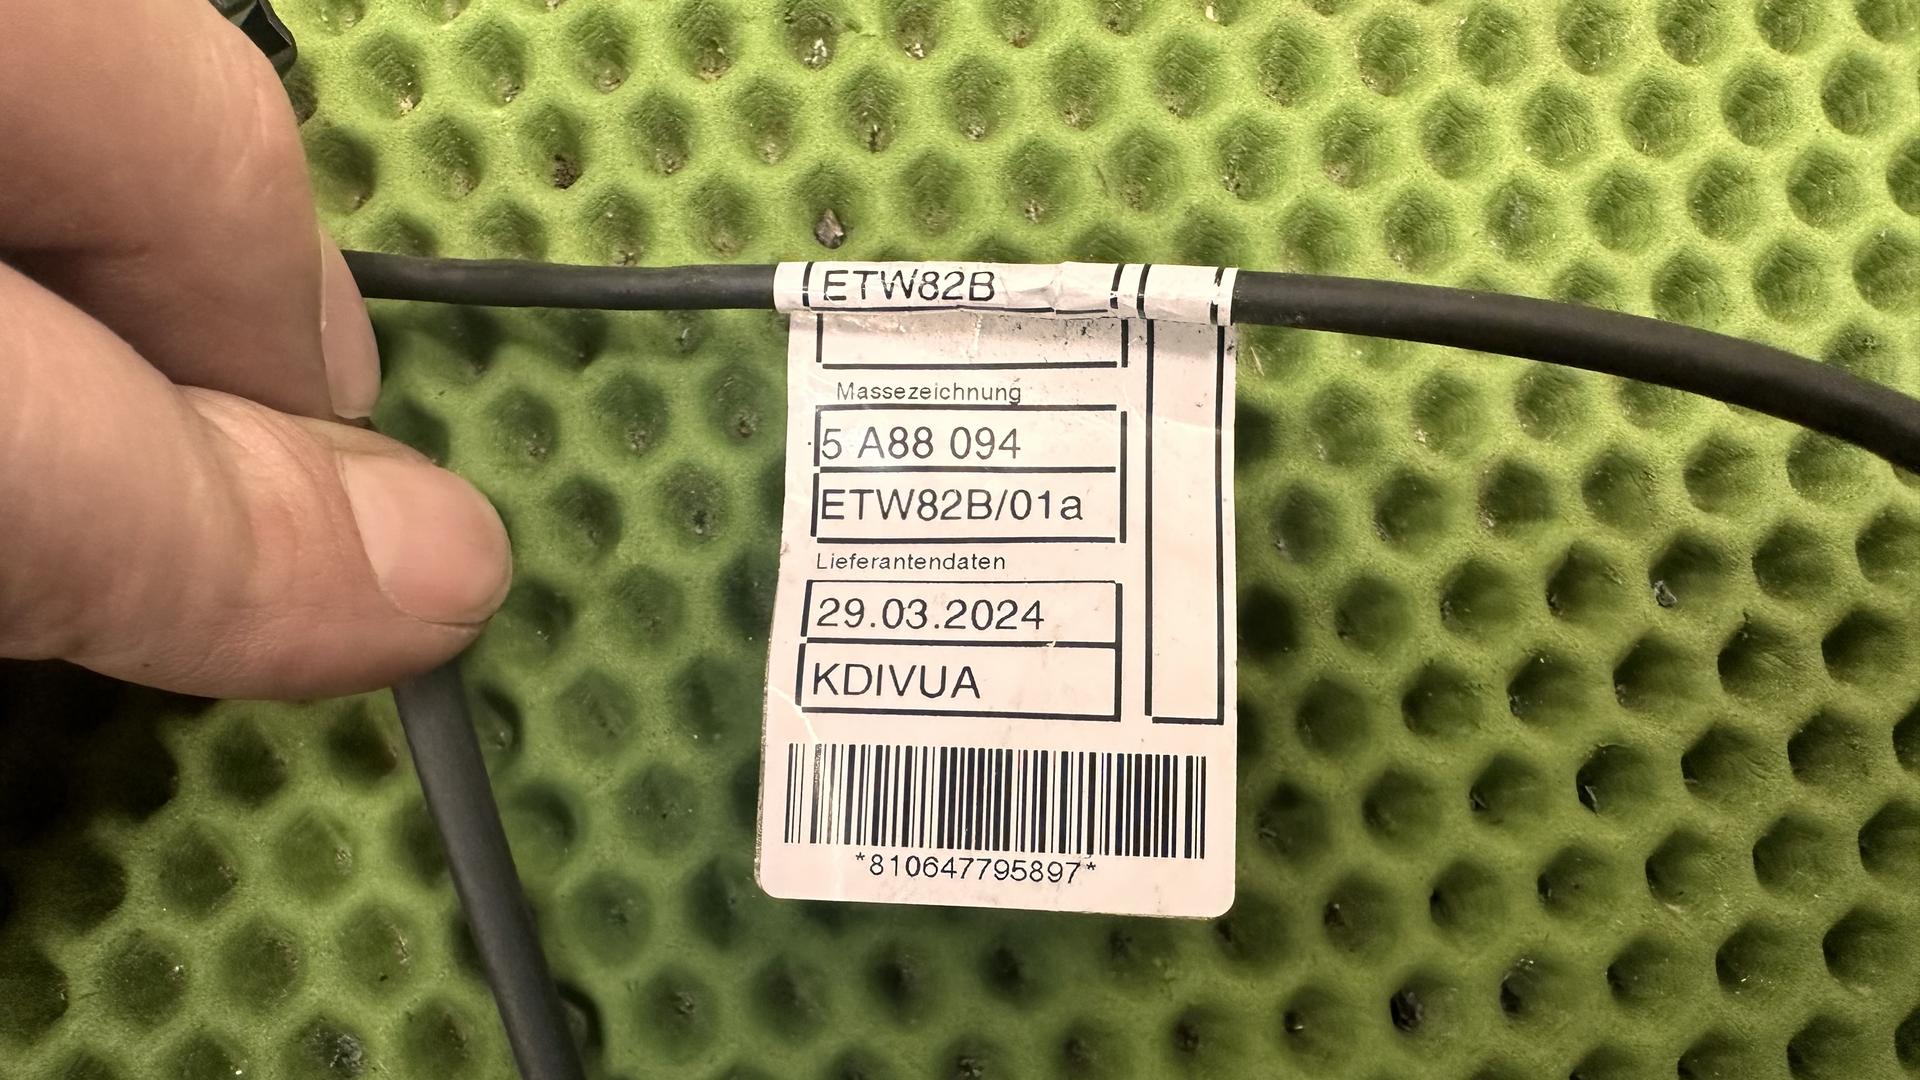 ETW82B
Massezeichnung
5 A88 094
ETW82B/01a
Lieferantendaten
29.03.2024
KDIVUA
*810647795897*